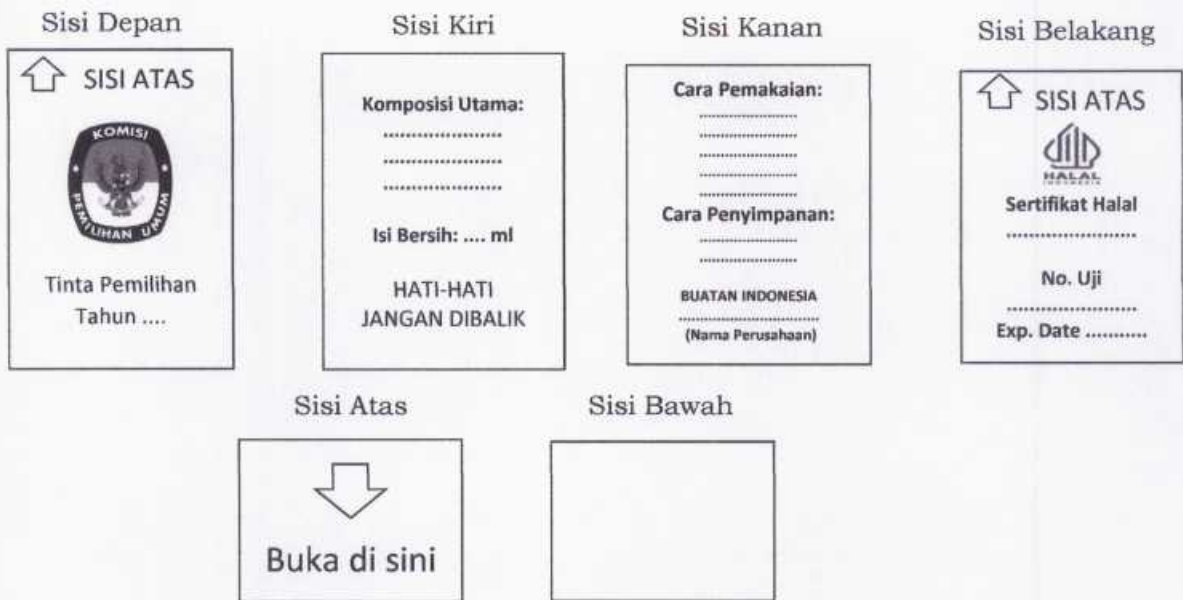 Sisi Depan
SISI ATAS
KOMISI
PEMILIHAN UMUM
Tinta Pemilihan
Tahun ....
Sisi Kiri
Komposisi Utama:
.....................
.....................
.....................
Isi Bersih: .... ml
HATI-HATI
JANGAN DIBALIK
Sisi Kanan
Cara Pemakaian:
.....................
.....................
.....................
.....................
.....................
Cara Penyimpanan:
.....................
.....................
BUATAN INDONESIA
..............................
(Nama Perusahaan)
Sisi Belakang
SISI ATAS
HALAL
INDONESIA
Sertifikat Halal
.......................
No. Uji
.......................
Exp. Date ...........
Sisi Atas
Buka di sini
Sisi Bawah